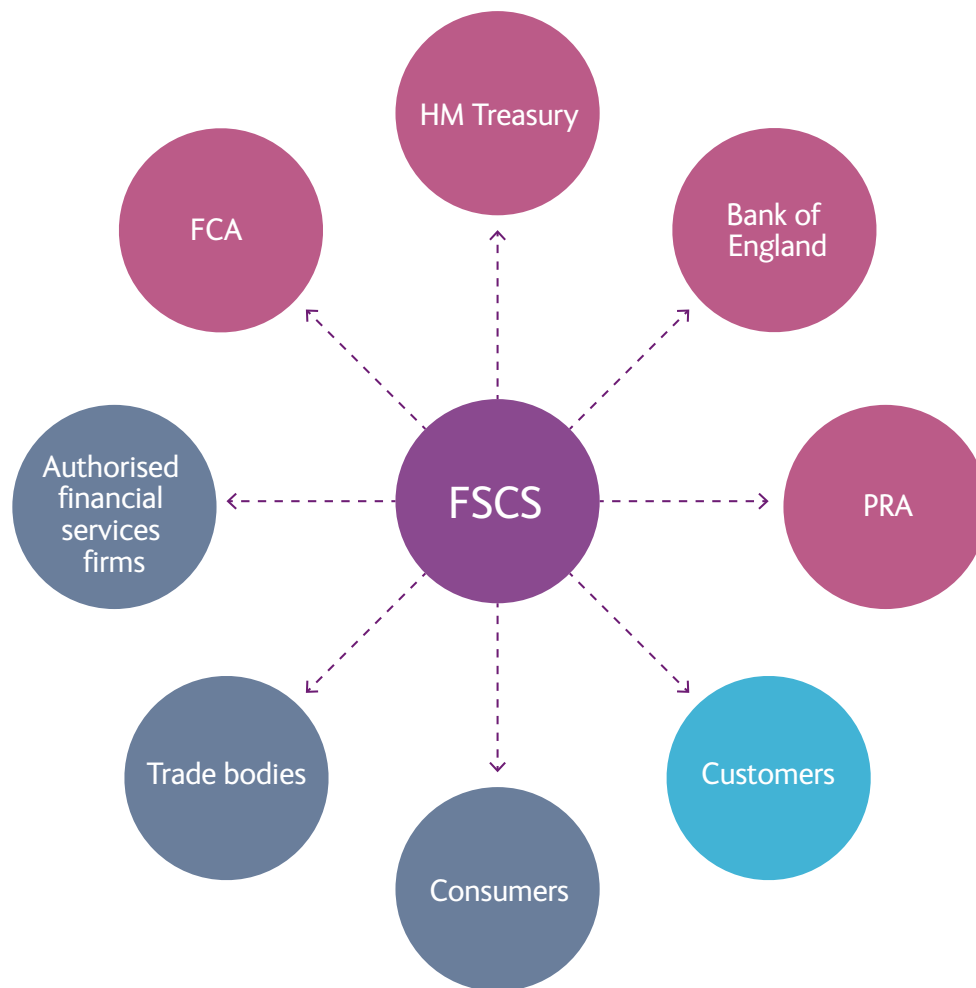 HM Treasury
FCA
Bank of
England
Authorised
financial
services
firms
FSCS
PRA
Trade bodies
Customers
Consumers